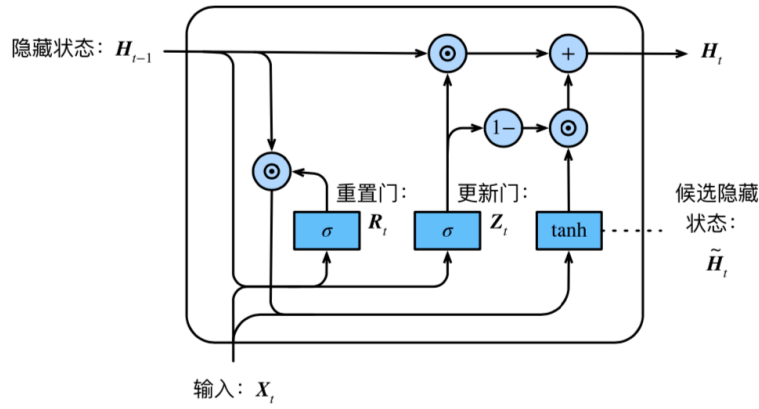 隐藏状态：H_{t-1}
⊙
+
H_t
1−
⊙
⊙
重置门：
R_t
更新门：
Z_t
候选隐藏
状态：
H̃_t
σ
σ
tanh
输入：X_t